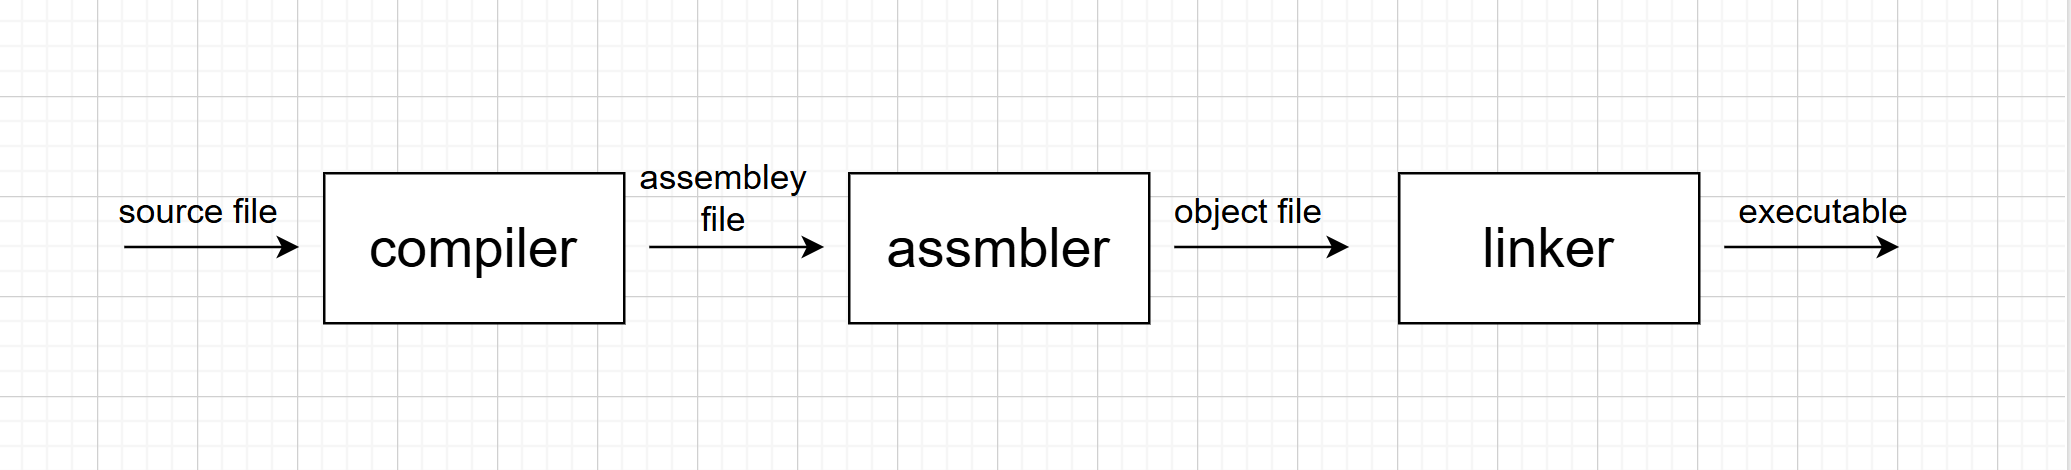 source file
compiler
assembley
file
assmbler
object file
linker
executable